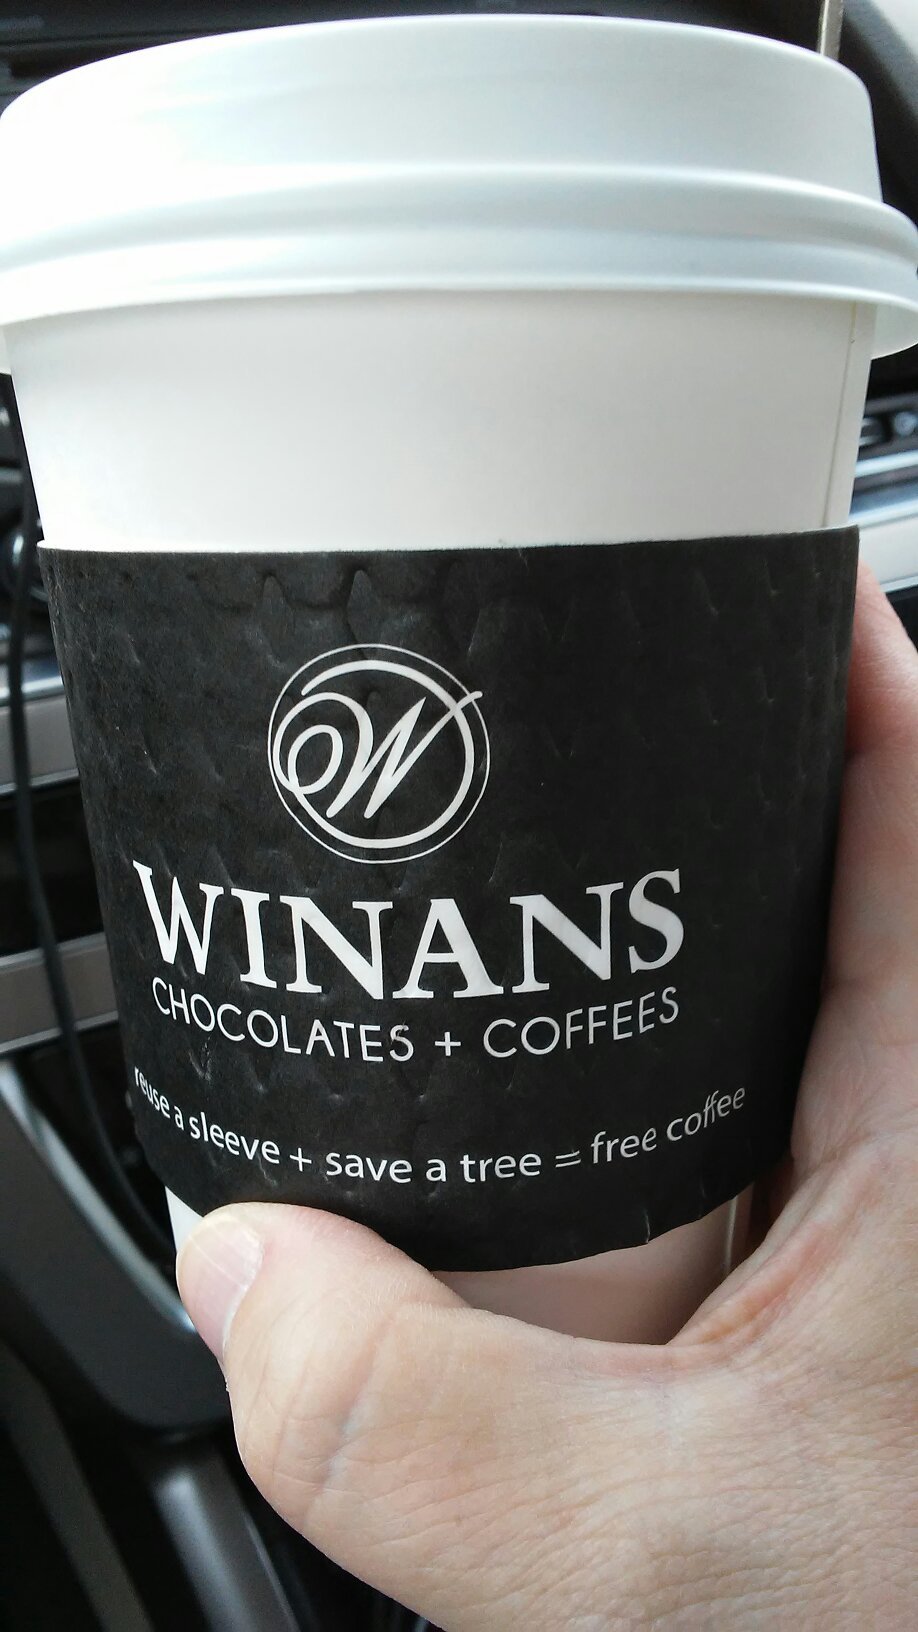 W
WINANS
CHOCOLATES + COFFEES
reuse a sleeve + save a tree = free coffee